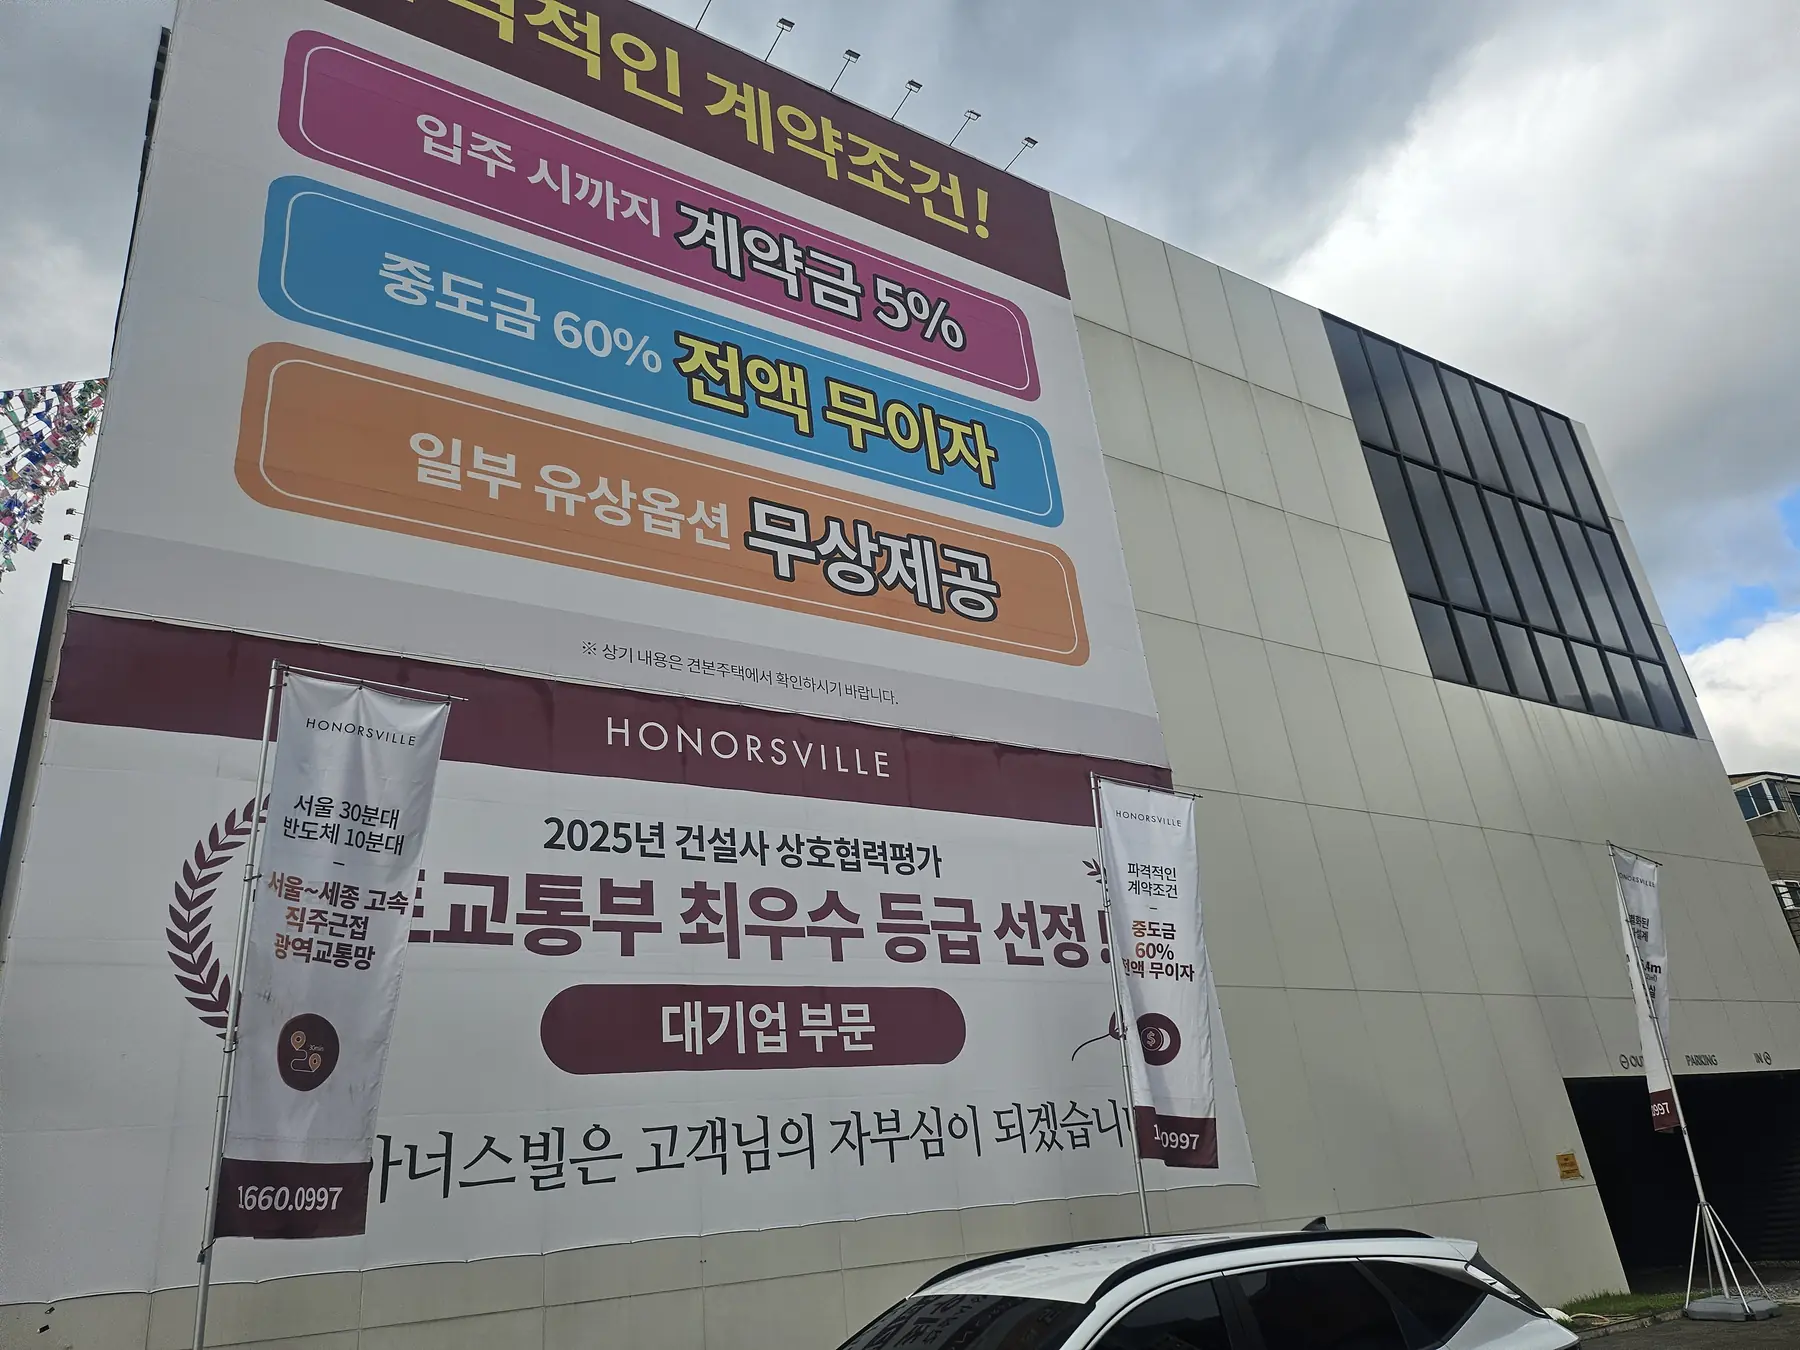 적인 계약조건!
입주 시까지 계약금 5%
중도금 60% 전액 무이자
일부 유상옵션 무상제공
※ 상기 내용은 견본주택에서 확인하시기 바랍니다.
HONORSVILLE
2025년 건설사 상호협력평가
교통부 최우수 등급 선정!
대기업 부문
너스빌은 고객님의 자부심이 되겠습니
HONORSVILLE
서울 30분대
반도체 10분대
서울~세종 고속
직주근접
광역교통망
30min
1660.0997
HONORSVILLE
파격적인
계약조건
중도금
60%
전액 무이자
$
0997
HONORSVILLE
0997
OUT
PARKING
IN